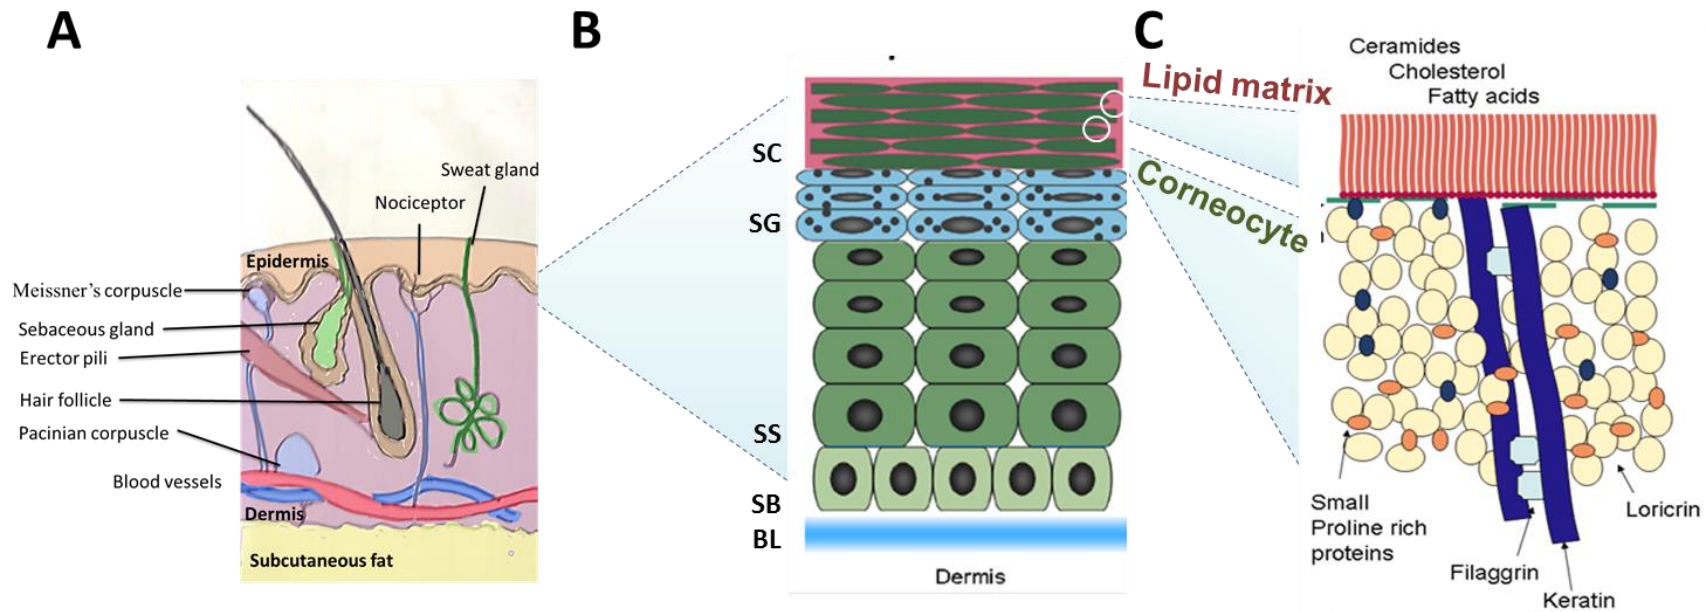 A
Sweat gland
Nociceptor
Epidermis
Meissner's corpuscle
Sebaceous gland
Erector pili
Hair follicle
Pacinian corpuscle
Blood vessels
Dermis
Subcutaneous fat
B
SC
SG
SS
SB
BL
Dermis
C
Lipid matrix
Corneocyte
Ceramides
Cholesterol
Fatty acids
Small
Proline rich
proteins
Loricrin
Filaggrin
Keratin